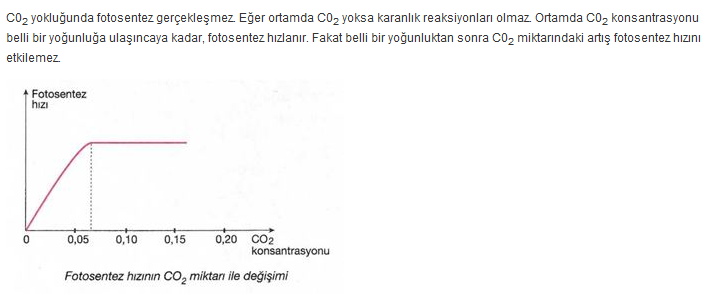 C0₂ yokluğunda fotosentez gerçekleşmez. Eğer ortamda C0₂ yoksa karanlık reaksiyonları olmaz. Ortamda C0₂ konsantrasyonu
belli bir yoğunluğa ulaşıncaya kadar, fotosentez hızlanır. Fakat belli bir yoğunluktan sonra C0₂ miktarındaki artış fotosentez hızını
etkilemez.
Fotosentez
hızı
0 0,05 0,10 0,15 0,20 CO₂
konsantrasyonu
Fotosentez hızının CO₂ miktarı ile değişimi